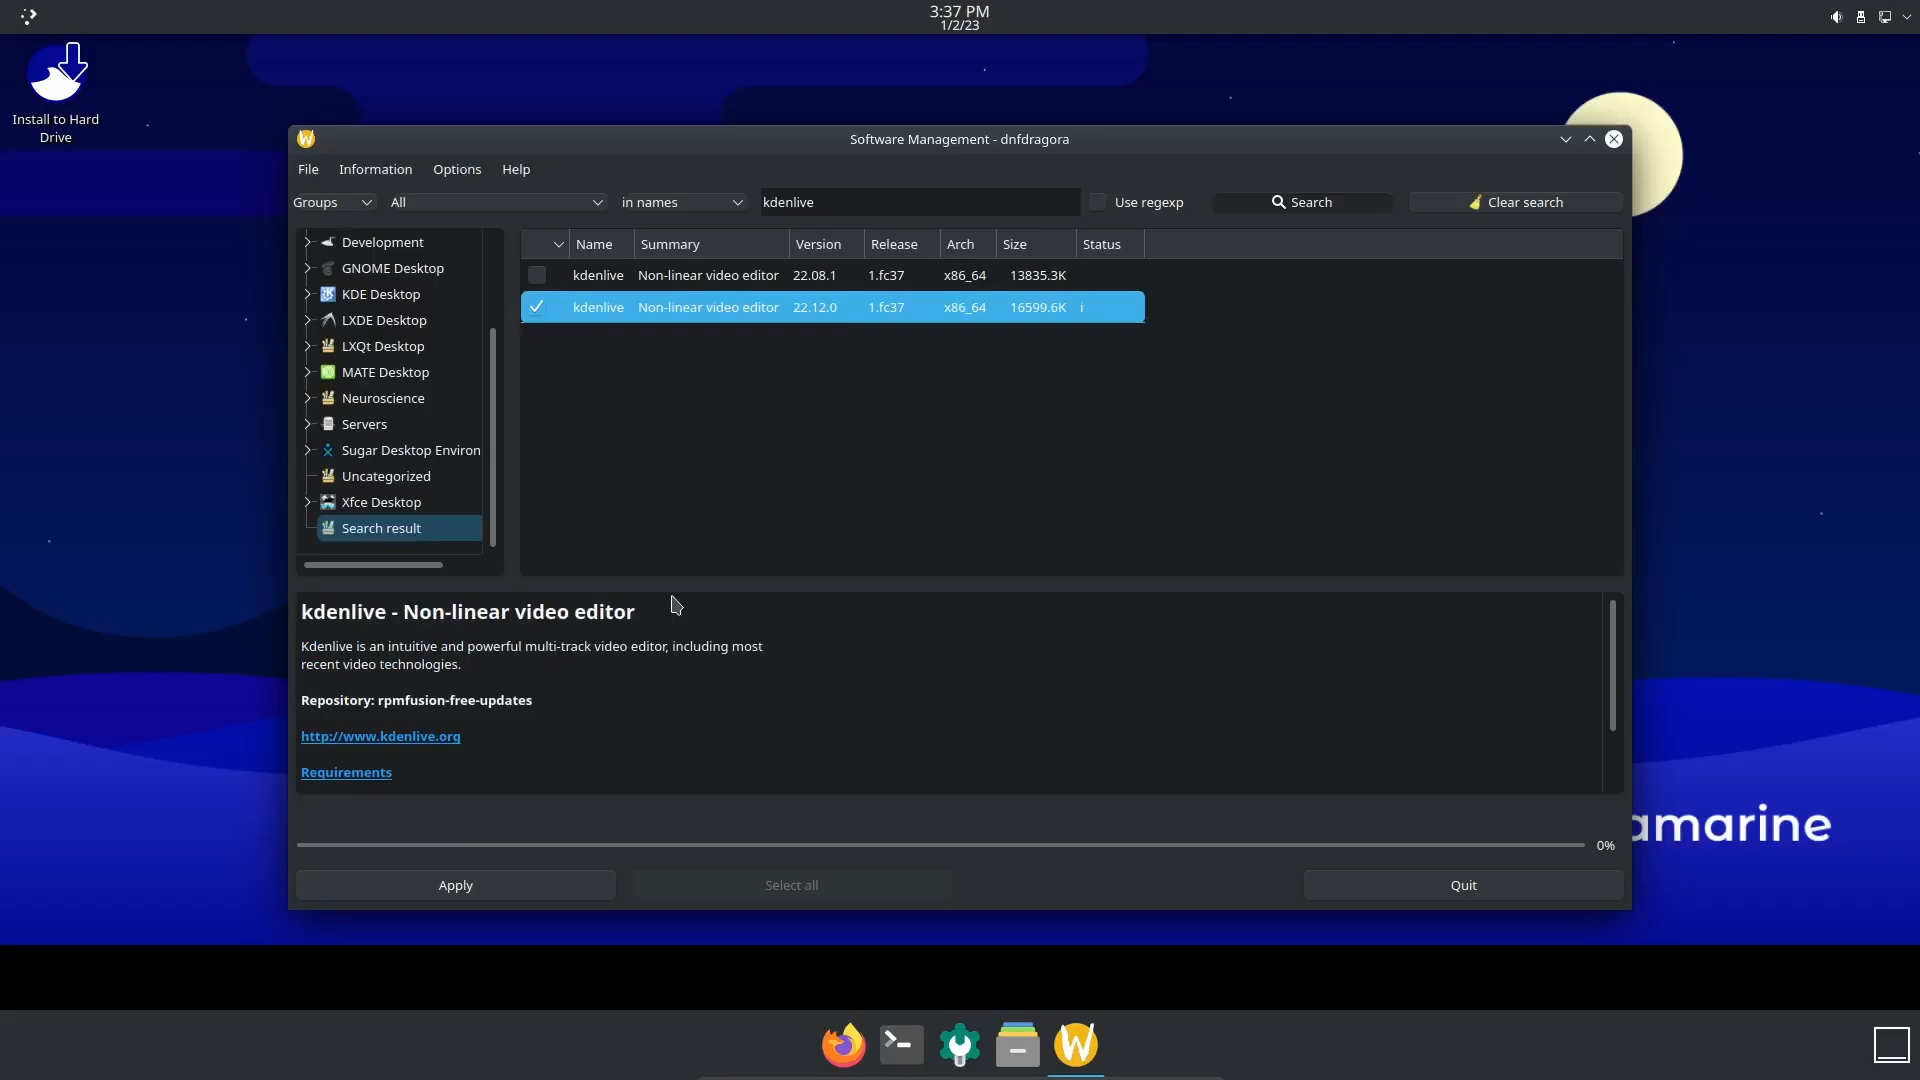 3:37 PM
1/2/23
Install to Hard
Drive
Software Management - dnfdragora
File Information Options Help
Groups All in names kdenlive Use regexp Search Clear search
Development
GNOME Desktop
KDE Desktop
LXDE Desktop
LXQt Desktop
MATE Desktop
Neuroscience
Servers
Sugar Desktop Environ
Uncategorized
Xfce Desktop
Search result
Name Summary Version Release Arch Size Status
kdenlive Non-linear video editor 22.08.1 1.fc37 x86_64 13835.3K
kdenlive Non-linear video editor 22.12.0 1.fc37 x86_64 16599.6K i
kdenlive - Non-linear video editor
Kdenlive is an intuitive and powerful multi-track video editor, including most
recent video technologies.
Repository: rpmfusion-free-updates
http://www.kdenlive.org
Requirements
amarine
0%
Apply Select all Quit